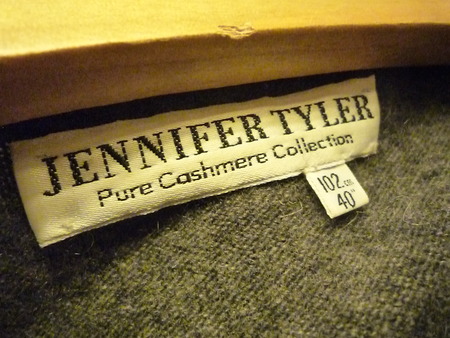 JENNIFER TYLER
Pure Cashmere Collection
102cm
40"